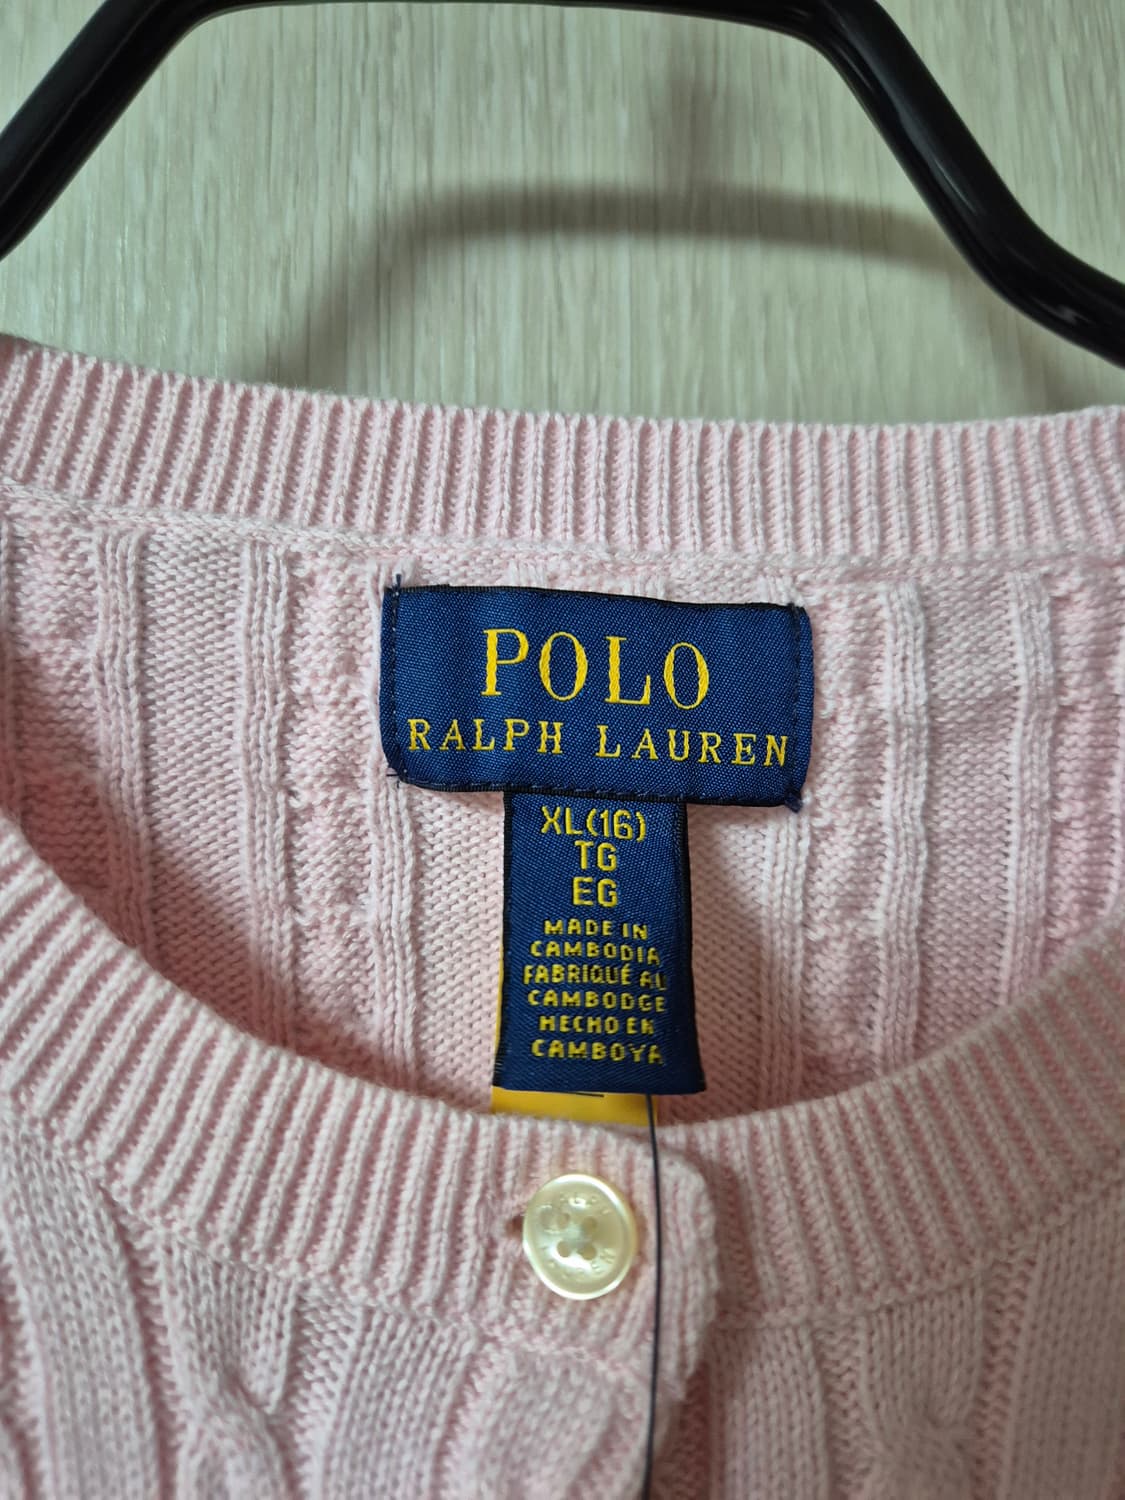 POLO
RALPH LAUREN
XL(16)
TG
EG
MADE IN
CAMBODIA
FABRIQUÉ AU
CAMBODGE
HECHO EN
CAMBOYA